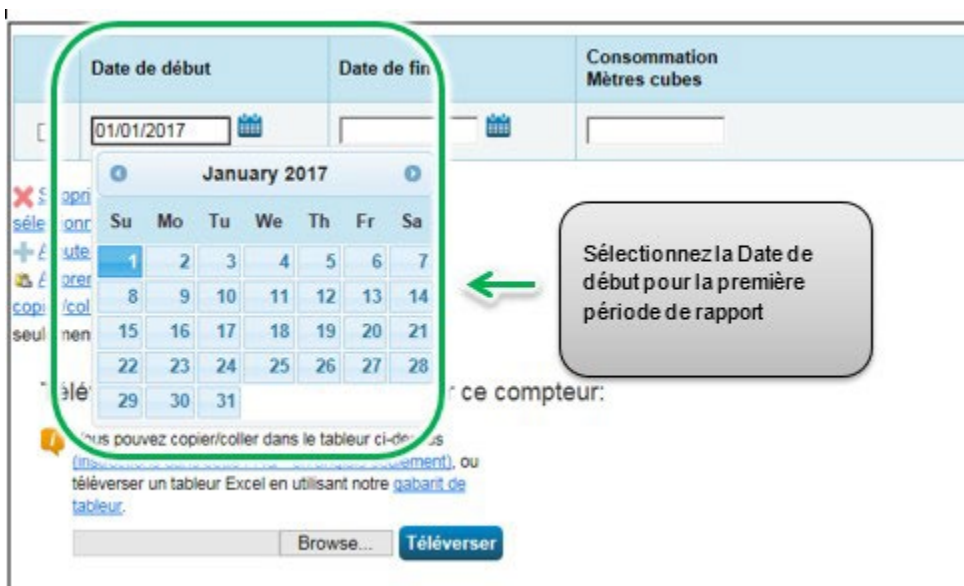 Date de début Date de fin Consommation
Mètres cubes
01/01/2017
January 2017
Su Mo Tu We Th Fr Sa
1 2 3 4 5 6 7
8 9 10 11 12 13 14
15 16 17 18 19 20 21
22 23 24 25 26 27 28
29 30 31
Sélectionnez la Date de
début pour la première
période de rapport
ce compteur:
pouvez copier/coller dans le tableur
ou
téléverser un tableur Excel en utilisant notre gabarit de
tableur.
Browse... Téléverser